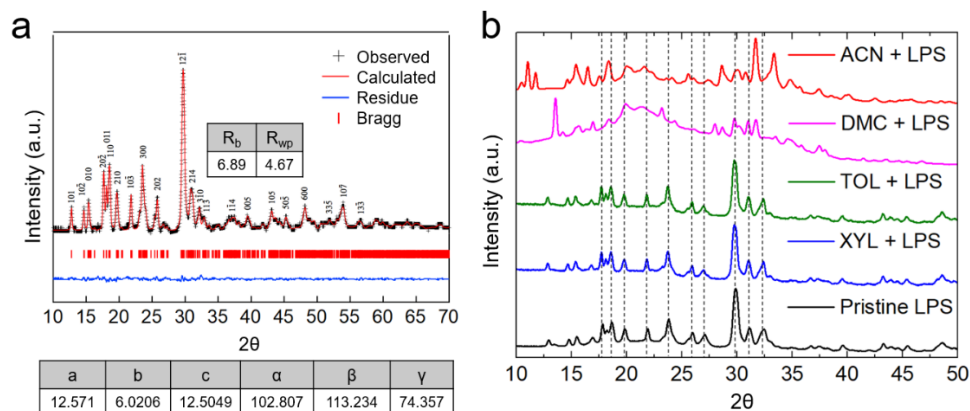 a
Intensity (a.u.)
Observed
Calculated
Residue
Bragg
R_b R_wp
6.89 4.67
101
102̄
010
202̄
110
011
210
103̄
300
202
121̄
214
310
113
114
005
105
505̄
600
335̄
107
133̄
10 15 20 25 30 35 40 45 50 55 60 65 70
2θ
a b c α β γ
12.571 6.0206 12.5049 102.807 113.234 74.357
b
Intensity (a.u.)
ACN + LPS
DMC + LPS
TOL + LPS
XYL + LPS
Pristine LPS
10 15 20 25 30 35 40 45 50
2θ